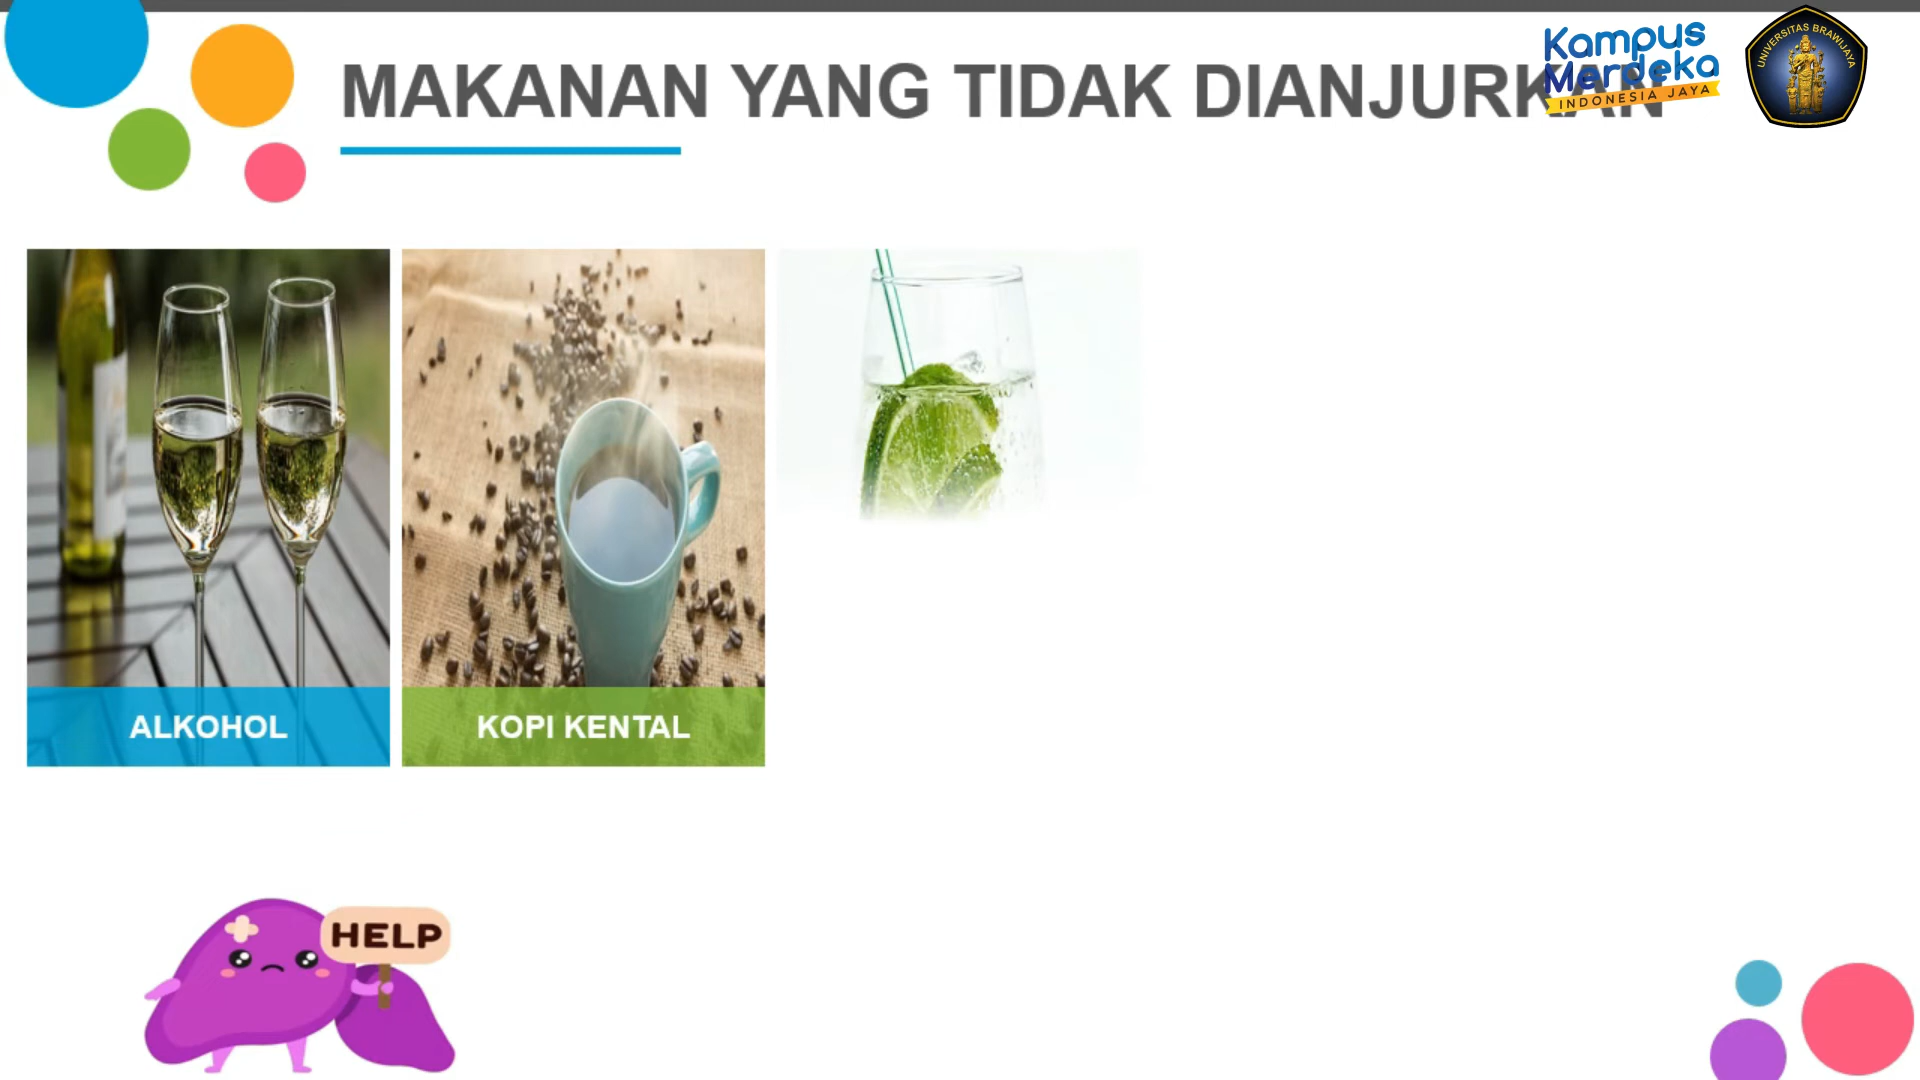 MAKANAN YANG TIDAK DIANJURKAN
Kampus
Merdeka
INDONESIA JAYA
UNIVERSITAS BRAWIJAYA
ALKOHOL
KOPI KENTAL
HELP